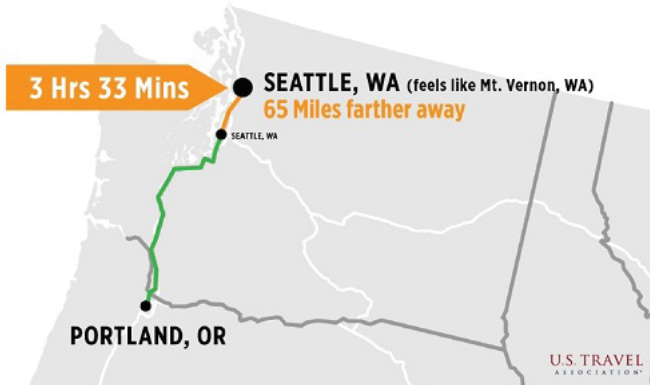 3 Hrs 33 Mins
SEATTLE, WA (feels like Mt. Vernon, WA)
65 Miles farther away
SEATTLE, WA
PORTLAND, OR
U.S. TRAVEL
ASSOCIATION®